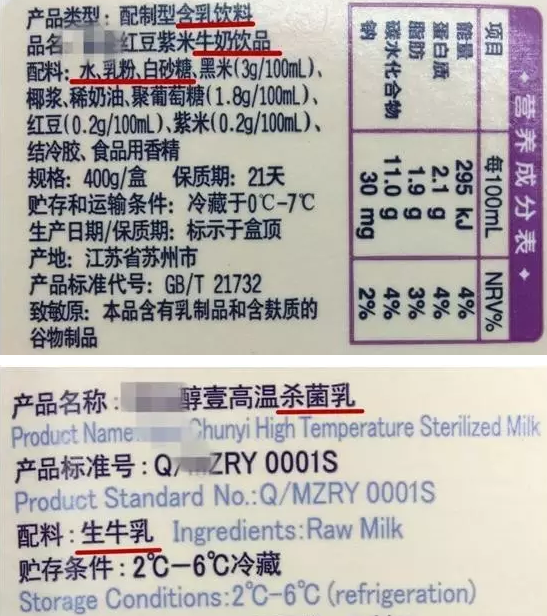 产品类型: 配制型含乳饮料
品名 红豆紫米牛奶饮品
配料: 水、乳粉、白砂糖、黑米(3g/100mL)、
椰浆、稀奶油、聚葡萄糖(1.8g/100mL)、
红豆(0.2g/100mL)、紫米(0.2g/100mL)、
结冷胶、食品用香精
规格: 400g/盒 保质期: 21天
贮存和运输条件: 冷藏于0℃-7℃
生产日期/保质期: 标示于盒顶
产地: 江苏省苏州市
产品标准代号: GB/T 21732
致敏原: 本品含有乳制品和含麸质的
谷物制品
营养成分表
项目 每100mL NRV%
能量 295 kJ 4%
蛋白质 2.1 g 4%
脂肪 1.9 g 3%
碳水化合物 11.0 g 4%
钠 30 mg 2%
产品名称: 醇壹高温杀菌乳
Product Name Chunyi High Temperature Sterilized Milk
产品标准号: Q/ ZRY 0001S
Product Standard No.:Q/MZRY 0001S
配料: 生牛乳 Ingredients:Raw Milk
贮存条件: 2℃-6℃冷藏
Storage Conditions:2℃-6℃ (refrigeration)